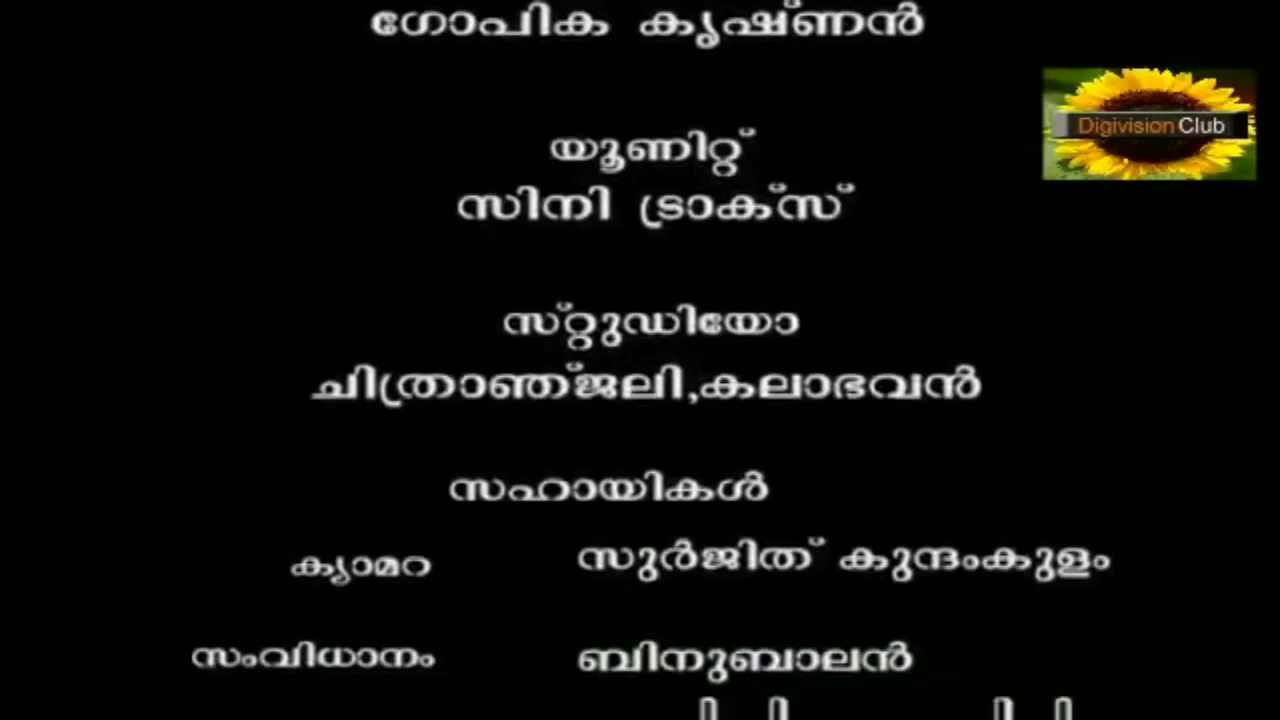 ഗോപിക കൃഷ്ണൻ
Digivision Club
യൂണിറ്റ്
സിനി ട്രാക്സ്
സ്റ്റുഡിയോ
ചിത്രാഞ്ജലി,കലാഭവൻ
സഹായികൾ
ക്യാമറ സുർജിത് കുന്ദംകുളം
സംവിധാനം ബിനുബാലൻ